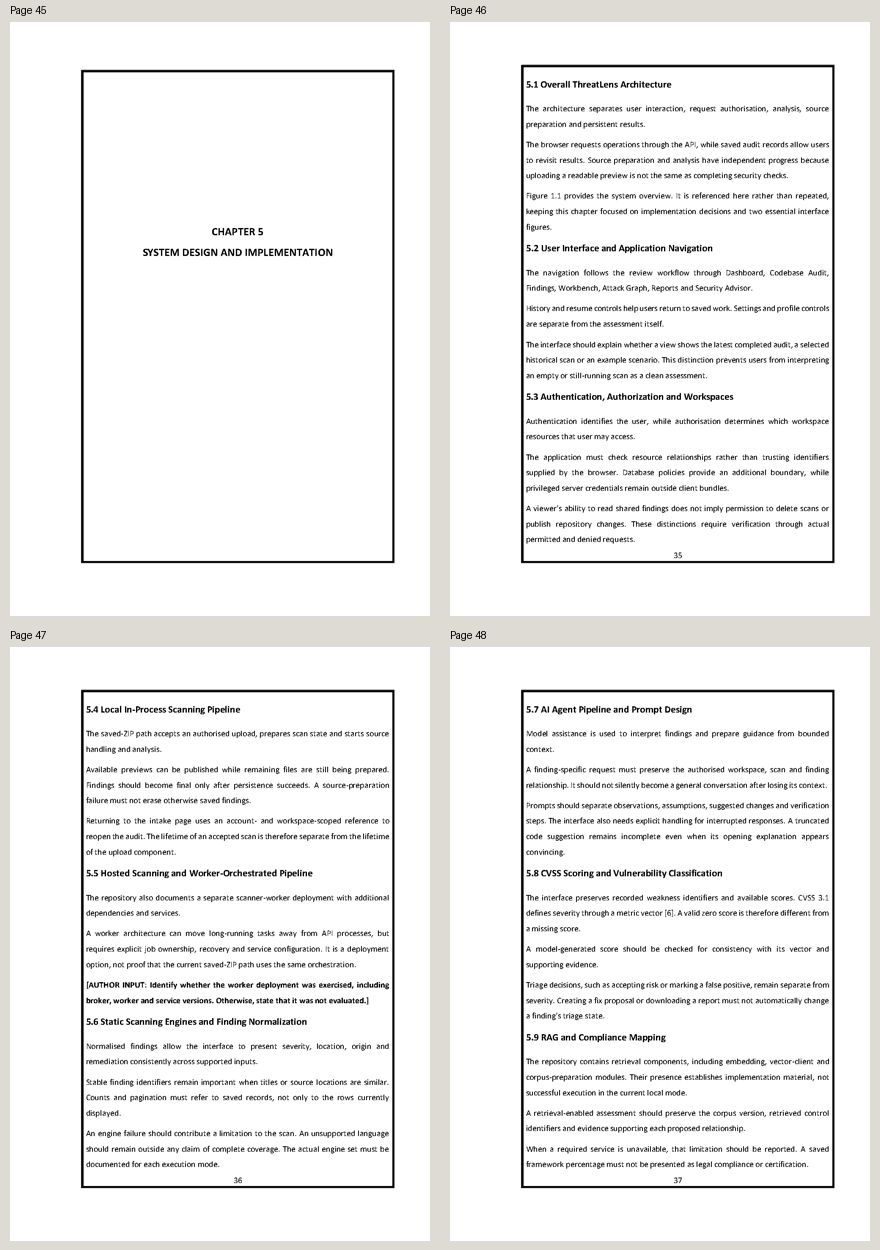 Page 45
CHAPTER 5
SYSTEM DESIGN AND IMPLEMENTATION
Page 46
5.1 Overall ThreatLens Architecture
The architecture separates user interaction, request authorisation, analysis, source
preparation and persistent results.
The browser requests operations through the API, while saved audit records allow users
to revisit results. Source preparation and analysis have independent progress because
uploading a readable preview is not the same as completing security checks.
Figure 1.1 provides the system overview. It is referenced here rather than repeated,
keeping this chapter focused on implementation decisions and two essential interface
figures.
5.2 User Interface and Application Navigation
The navigation follows the review workflow through Dashboard, Codebase Audit,
Findings, Workbench, Attack Graph, Reports and Security Advisor.
History and resume controls help users return to saved work. Settings and profile controls
are separate from the assessment itself.
The interface should explain whether a view shows the latest completed audit, a selected
historical scan or an example scenario. This distinction prevents users from interpreting
an empty or still-running scan as a clean assessment.
5.3 Authentication, Authorization and Workspaces
Authentication identifies the user, while authorisation determines which workspace
resources that user may access.
The application must check resource relationships rather than trusting identifiers
supplied by the browser. Database policies provide an additional boundary, while
privileged server credentials remain outside client bundles.
A viewer's ability to read shared findings does not imply permission to delete scans or
publish repository changes. These distinctions require verification through actual
permitted and denied requests.
35
Page 47
5.4 Local In-Process Scanning Pipeline
The saved-ZIP path accepts an authorised upload, prepares scan state and starts source
handling and analysis.
Available previews can be published while remaining files are still being prepared.
Findings should become final only after persistence succeeds. A source-preparation
failure must not erase otherwise saved findings.
Returning to the intake page uses an account- and workspace-scoped reference to
reopen the audit. The lifetime of an accepted scan is therefore separate from the lifetime
of the upload component.
5.5 Hosted Scanning and Worker-Orchestrated Pipeline
The repository also documents a separate scanner-worker deployment with additional
dependencies and services.
A worker architecture can move long-running tasks away from API processes, but
requires explicit job ownership, recovery and service configuration. It is a deployment
option, not proof that the current saved-ZIP path uses the same orchestration.
[AUTHOR INPUT: Identify whether the worker deployment was exercised, including
broker, worker and service versions. Otherwise, state that it was not evaluated.]
5.6 Static Scanning Engines and Finding Normalization
Normalised findings allow the interface to present severity, location, origin and
remediation consistently across supported inputs.
Stable finding identifiers remain important when titles or source locations are similar.
Counts and pagination must refer to saved records, not only to the rows currently
displayed.
An engine failure should contribute a limitation to the scan. An unsupported language
should remain outside any claim of complete coverage. The actual engine set must be
documented for each execution mode.
36
Page 48
5.7 AI Agent Pipeline and Prompt Design
Model assistance is used to interpret findings and prepare guidance from bounded
context.
A finding-specific request must preserve the authorised workspace, scan and finding
relationship. It should not silently become a general conversation after losing its context.
Prompts should separate observations, assumptions, suggested changes and verification
steps. The interface also needs explicit handling for interrupted responses. A truncated
code suggestion remains incomplete even when its opening explanation appears
convincing.
5.8 CVSS Scoring and Vulnerability Classification
The interface preserves recorded weakness identifiers and available scores. CVSS 3.1
defines severity through a metric vector [6]. A valid zero score is therefore different from
a missing score.
A model-generated score should be checked for consistency with its vector and
supporting evidence.
Triage decisions, such as accepting risk or marking a false positive, remain separate from
severity. Creating a fix proposal or downloading a report must not automatically change
a finding's triage state.
5.9 RAG and Compliance Mapping
The repository contains retrieval components, including embedding, vector-client and
corpus-preparation modules. Their presence establishes implementation material, not
successful execution in the current local mode.
A retrieval-enabled assessment should preserve the corpus version, retrieved control
identifiers and evidence supporting each proposed relationship.
When a required service is unavailable, that limitation should be reported. A saved
framework percentage must not be presented as legal compliance or certification.
37